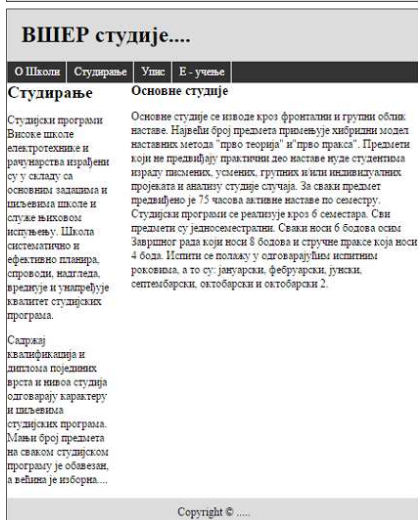 ВШЕР студије....
О Школи Студирање Упис Е - учење
Студирање
Студијски програми
Високе школе
електротехнике и
рачунарства израђени
су у складу са
основним задацима и
циљевима школе и
служе њиховом
испуњењу. Школа
систематично и
ефективно планира,
спроводи, надгледа,
вреднује и унапређује
квалитет студијских
програма.
Садржај
квалификација и
диплома појединих
врста и нивоа студија
одговарају карактеру
и циљевима
студијских програма.
Мањи број предмета
на сваком студијском
програму је обавезан,
а већина је изборна....
Основне студије
Основне студије се изводе кроз фронтални и групни облик
наставе. Највећи број предмета примењује хибридни модел
наставних метода "прво теорија" и"прво пракса". Предмети
који не предвиђају практични део наставе нуде студентима
израду писмених, усмених, групних и/или индивидуалних
пројеката и анализу студије случаја. За сваки предмет
предвиђено је 75 часова активне наставе по семестру.
Студијски програми се реализује кроз 6 семестара. Сви
предмети су једносеместрални. Сваки носи 6 бодова осим
Завршног рада који носи 8 бодова и стручне праксе која носи
4 бода. Испити се полажу у одговарајућим испитним
роковима, а то су: јануарски, фебруарски, јунски,
септембарски, октобарски и октобарски 2.
Copyright © .....